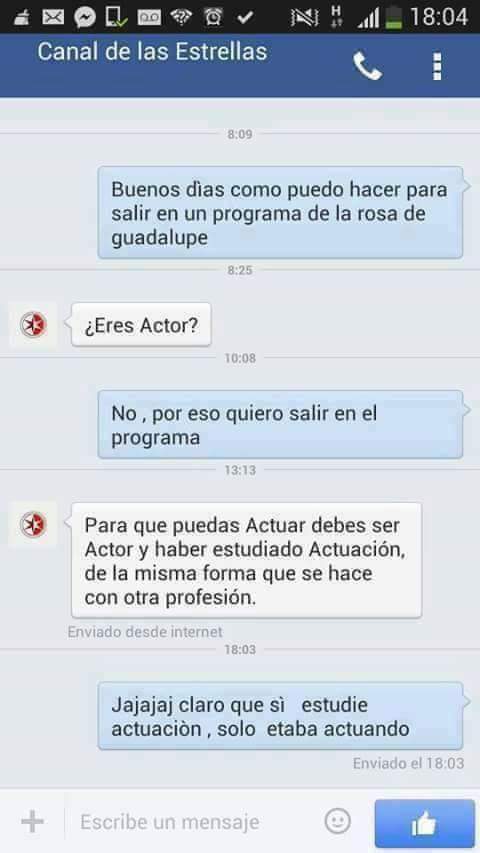 18:04
Canal de las Estrellas
8:09
Buenos dìas como puedo hacer para
salir en un programa de la rosa de
guadalupe
8:25
¿Eres Actor?
10:08
No , por eso quiero salir en el
programa
13:13
Para que puedas Actuar debes ser
Actor y haber estudiado Actuación,
de la misma forma que se hace
con otra profesión.
Enviado desde internet
18:03
Jajajaj claro que sì estudie
actuaciòn , solo etaba actuando
Enviado el 18:03
Escribe un mensaje